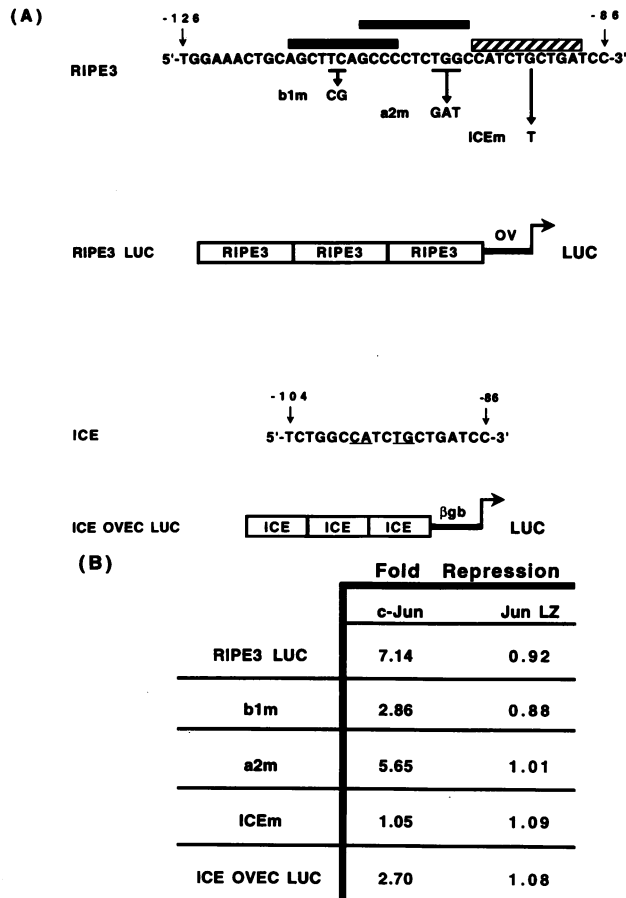 (A)
-126 -86
RIPE3 5'-TGGAAACTGCAGCTTCAGCCCCTCTGGCCATCTGCTGATCC-3'
b1m CG
a2m GAT
ICEm T
RIPE3 LUC RIPE3 RIPE3 RIPE3 OV LUC
-104 -86
ICE 5'-TCTGGCCATCTGCTGATCC-3'
ICE OVEC LUC ICE ICE ICE βgb LUC
(B)
Fold Repression
c-Jun Jun LZ
RIPE3 LUC 7.14 0.92
b1m 2.86 0.88
a2m 5.65 1.01
ICEm 1.05 1.09
ICE OVEC LUC 2.70 1.08